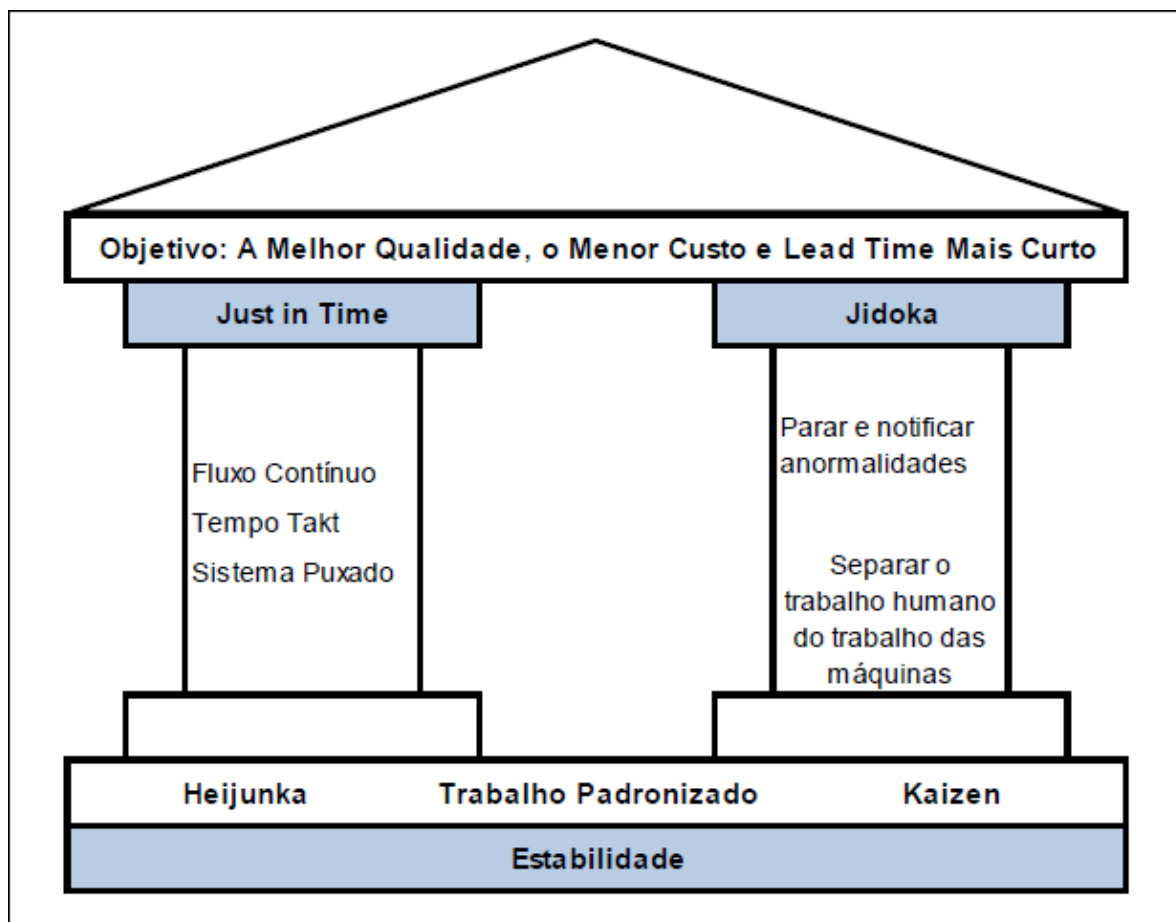 Objetivo: A Melhor Qualidade, o Menor Custo e Lead Time Mais Curto
Just in Time
Jidoka
Fluxo Contínuo
Tempo Takt
Sistema Puxado
Parar e notificar
anormalidades
Separar o
trabalho humano
do trabalho das
máquinas
Heijunka
Trabalho Padronizado
Kaizen
Estabilidade